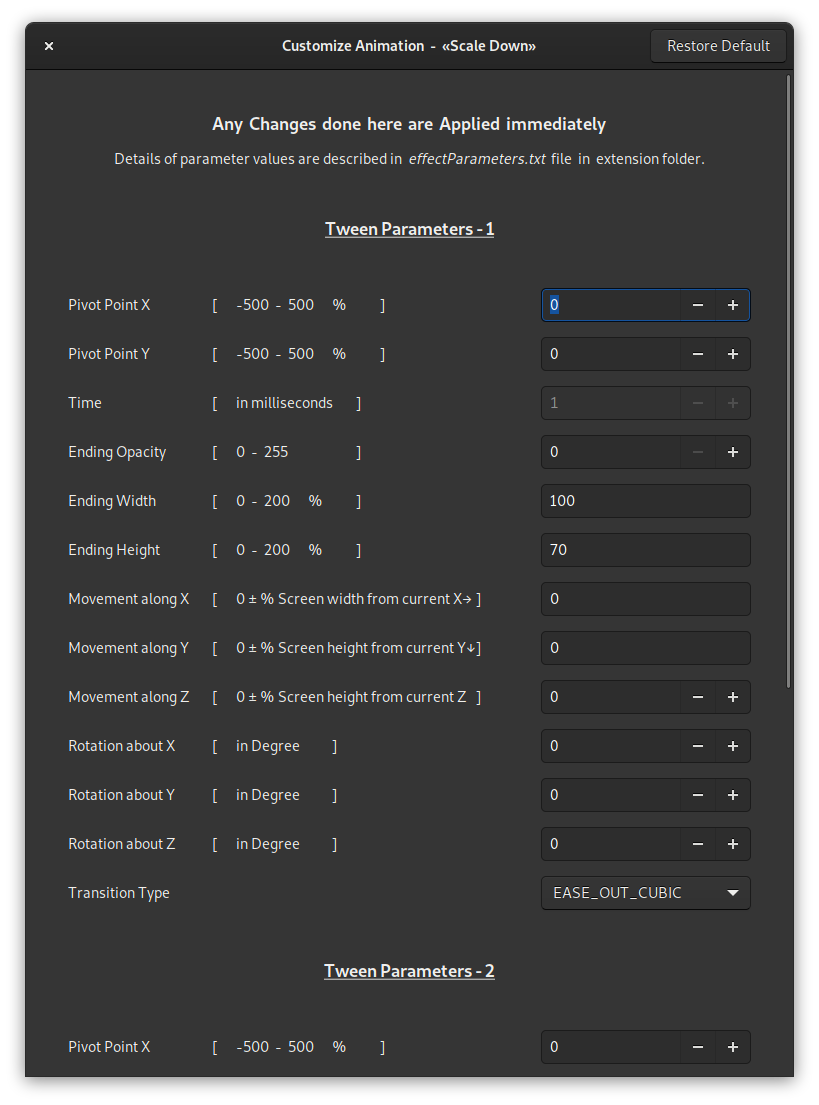 Customize Animation - «Scale Down» Restore Default
Any Changes done here are Applied immediately
Details of parameter values are described in effectParameters.txt file in extension folder.
Tween Parameters - 1
Pivot Point X [ -500 - 500 % ] 0
Pivot Point Y [ -500 - 500 % ] 0
Time [ in milliseconds ] 1
Ending Opacity [ 0 - 255 ] 0
Ending Width [ 0 - 200 % ] 100
Ending Height [ 0 - 200 % ] 70
Movement along X [ 0 ± % Screen width from current X→ ] 0
Movement along Y [ 0 ± % Screen height from current Y↓] 0
Movement along Z [ 0 ± % Screen height from current Z ] 0
Rotation about X [ in Degree ] 0
Rotation about Y [ in Degree ] 0
Rotation about Z [ in Degree ] 0
Transition Type EASE_OUT_CUBIC
Tween Parameters - 2
Pivot Point X [ -500 - 500 % ] 0